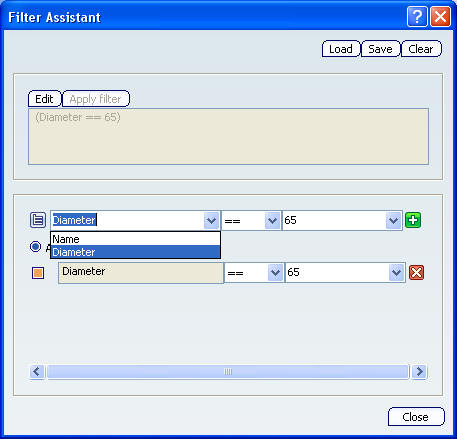 Filter Assistant
Load Save Clear
Edit Apply filter
(Diameter == 65)
Diameter == 65
Name
Diameter
Diameter == 65
Close